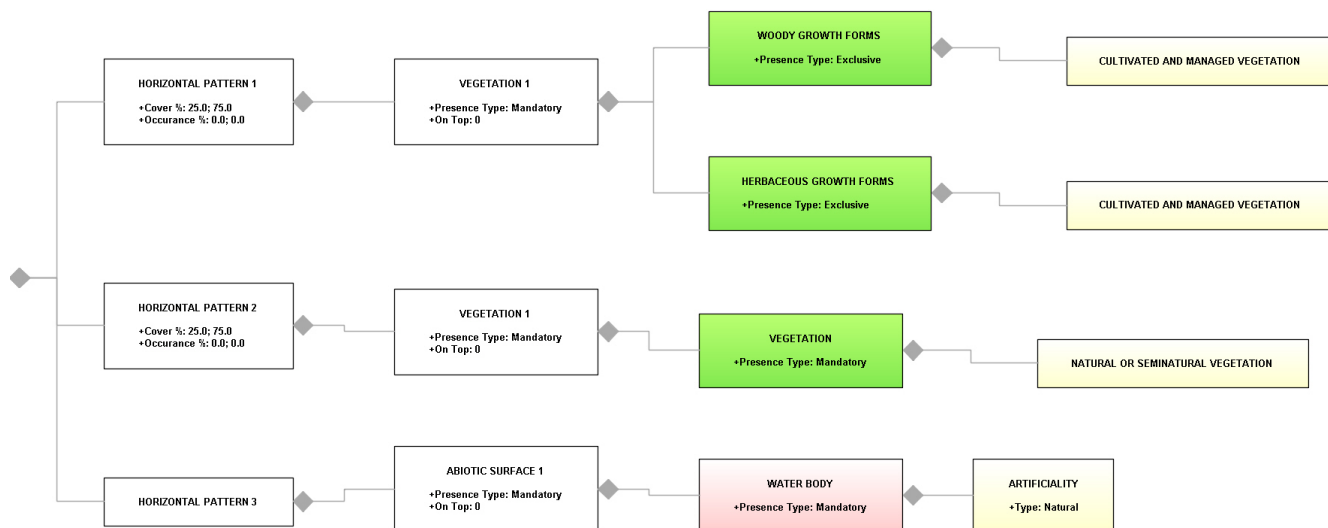 HORIZONTAL PATTERN 1
+Cover %: 25.0; 75.0
+Occurance %: 0.0; 0.0
VEGETATION 1
+Presence Type: Mandatory
+On Top: 0
WOODY GROWTH FORMS
+Presence Type: Exclusive
CULTIVATED AND MANAGED VEGETATION
HERBACEOUS GROWTH FORMS
+Presence Type: Exclusive
CULTIVATED AND MANAGED VEGETATION
HORIZONTAL PATTERN 2
+Cover %: 25.0; 75.0
+Occurance %: 0.0; 0.0
VEGETATION 1
+Presence Type: Mandatory
+On Top: 0
VEGETATION
+Presence Type: Mandatory
NATURAL OR SEMINATURAL VEGETATION
HORIZONTAL PATTERN 3
ABIOTIC SURFACE 1
+Presence Type: Mandatory
+On Top: 0
WATER BODY
+Presence Type: Mandatory
ARTIFICIALITY
+Type: Natural